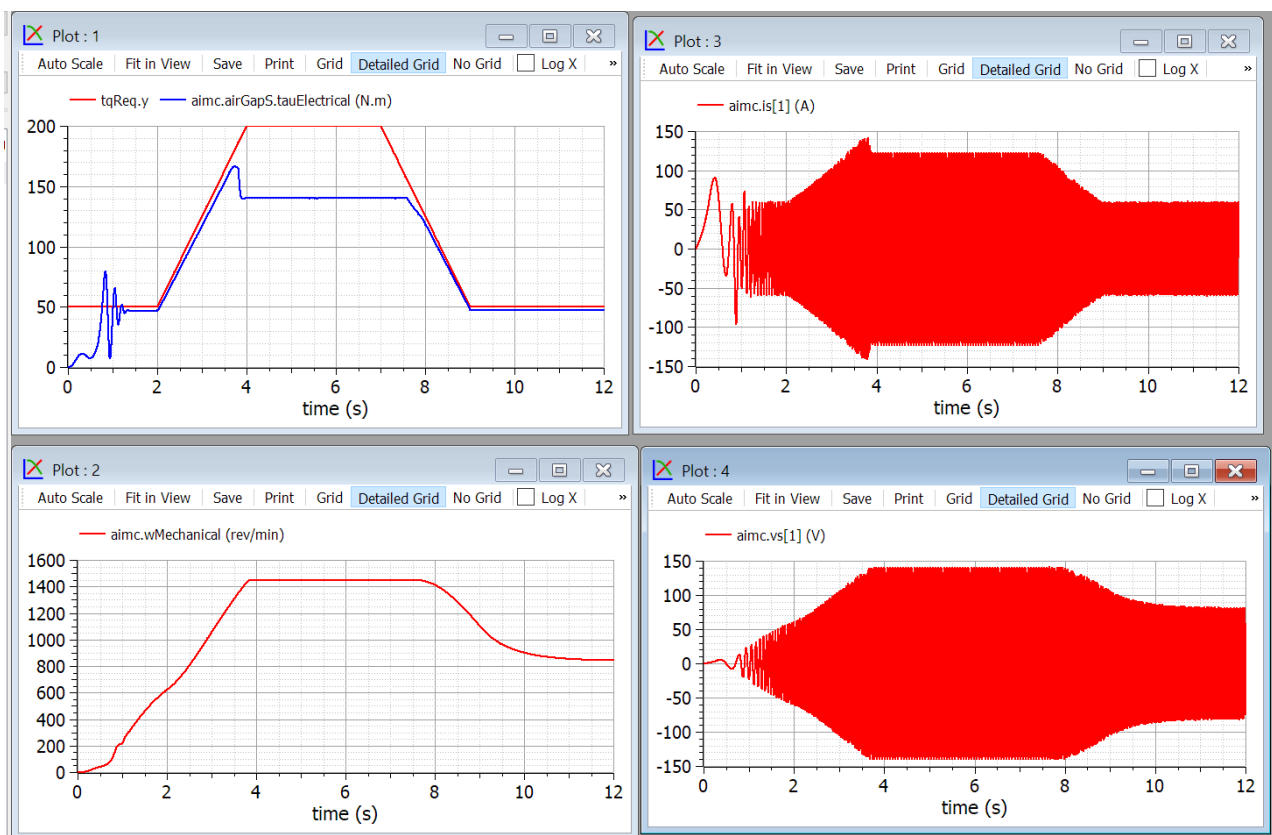 Plot : 1
Auto Scale Fit in View Save Print Grid Detailed Grid No Grid Log X »
tqReq.y aimc.airGapS.tauElectrical (N.m)
200
150
100
50
0
0 2 4 6 8 10 12
time (s)
Plot : 3
Auto Scale Fit in View Save Print Grid Detailed Grid No Grid Log X »
aimc.is[1] (A)
150
100
50
0
-50
-100
-150
0 2 4 6 8 10 12
time (s)
Plot : 2
Auto Scale Fit in View Save Print Grid Detailed Grid No Grid Log X »
aimc.wMechanical (rev/min)
1600
1400
1200
1000
800
600
400
200
0
0 2 4 6 8 10 12
time (s)
Plot : 4
Auto Scale Fit in View Save Print Grid Detailed Grid No Grid Log X »
aimc.vs[1] (V)
150
100
50
0
-50
-100
-150
0 2 4 6 8 10 12
time (s)